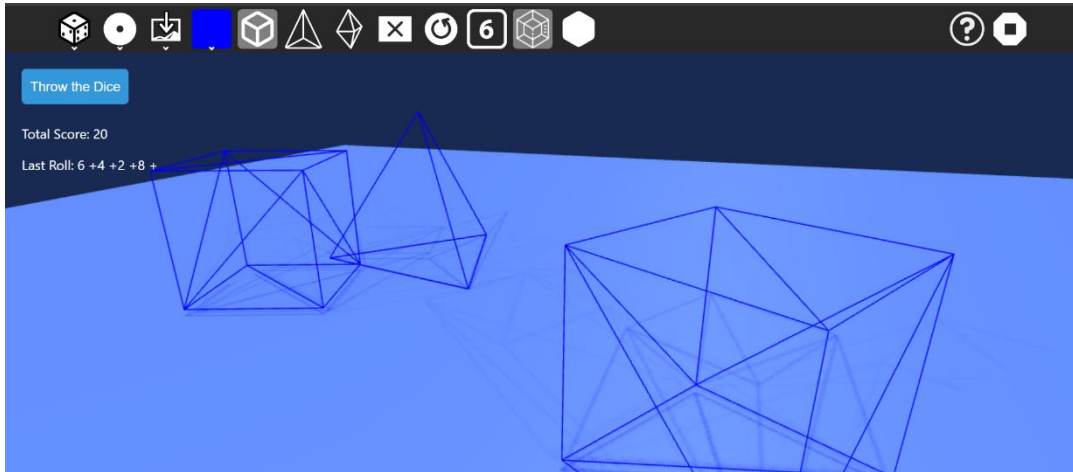 6
?
Throw the Dice
Total Score: 20
Last Roll: 6 +4 +2 +8 +